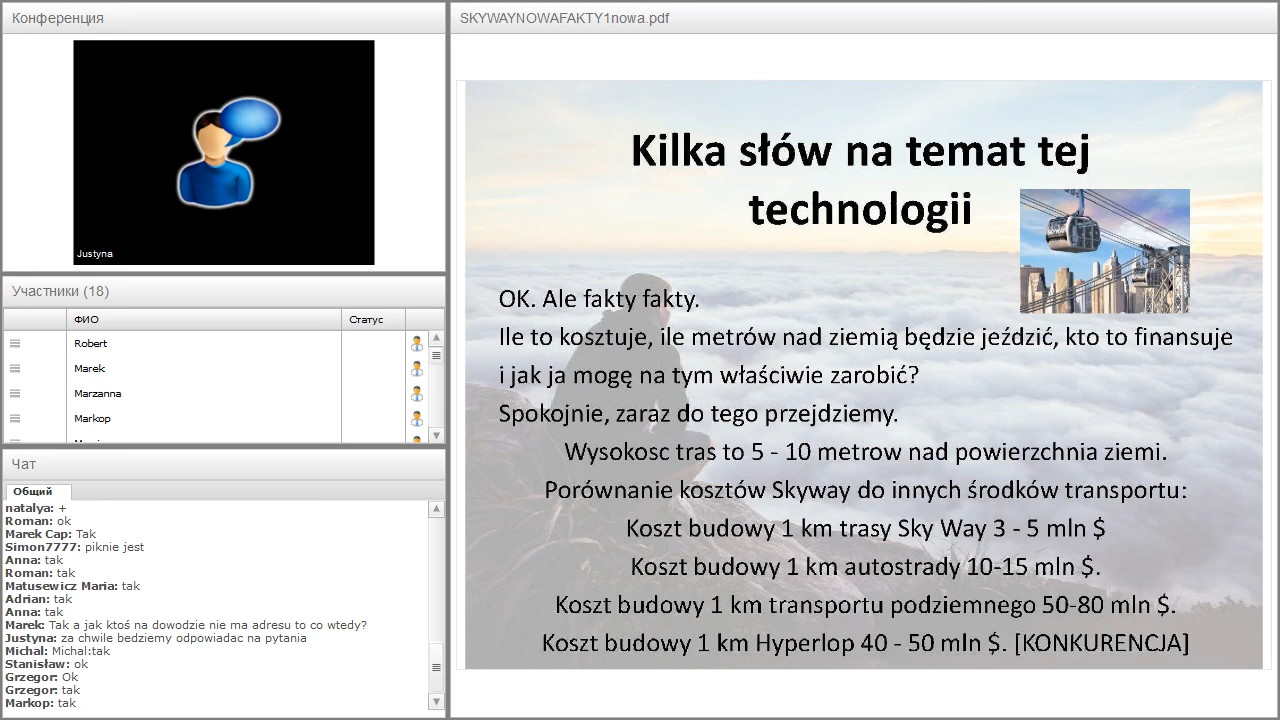 Конференция
Justyna
Участники (18)
ФИО
Статус
Robert
Marek
Marzanna
Markop
Чат
Общий
natalya: +
Roman: ok
Marek Cap: Tak
Simon7777: piknie jest
Anna: tak
Roman: tak
Matusewicz Maria: tak
Adrian: tak
Anna: tak
Marek: Tak a jak ktoś na dowodzie nie ma adresu to co wtedy?
Justyna: za chwile bedziemy odpowiadac na pytania
Michal: Michal:tak
Stanisław: ok
Grzegor: Ok
Grzegor: tak
Markop: tak
SKYWAYNOWAFAKTY1nowa.pdf
Kilka słów na temat tej
technologii
OK. Ale fakty fakty.
Ile to kosztuje, ile metrów nad ziemią będzie jeździć, kto to finansuje
i jak ja mogę na tym właściwie zarobić?
Spokojnie, zaraz do tego przejdziemy.
Wysokosc tras to 5 - 10 metrow nad powierzchnia ziemi.
Porównanie kosztów Skyway do innych środków transportu:
Koszt budowy 1 km trasy Sky Way 3 - 5 mln $
Koszt budowy 1 km autostrady 10-15 mln $.
Koszt budowy 1 km transportu podziemnego 50-80 mln $.
Koszt budowy 1 km Hyperlop 40 - 50 mln $. [KONKURENCJA]